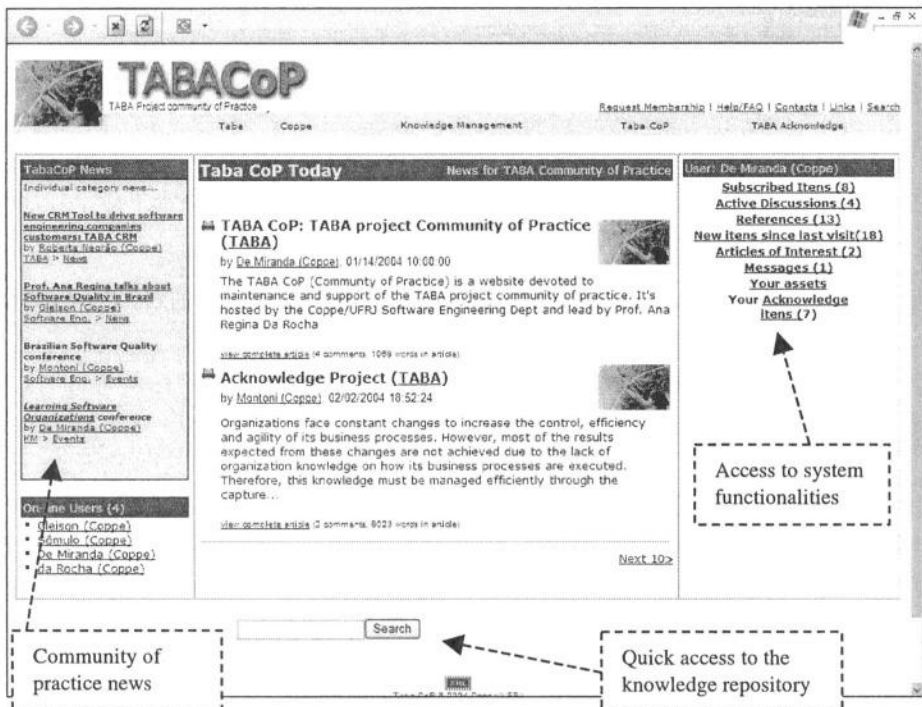 TABACoP
TABA Project community of Practice
Request Membership | Help/FAQ | Contacts | Links | Search
Taba Coppe Knowledge Management Taba CoP TABA Acknowledge
TabaCoP News
Individual category news...
New CRM Tool to drive software
engineering companies
customers: TABA CRM
by Roberta Negrão (Coppe)
TABA > News
Prof. Ana Regina talks about
Software Quality in Brazil
by Gleison (Coppe)
Software Eng. > News
Brazilian Software Quality
conference
by Montoni (Coppe)
Software Eng. > Events
Learning Software
Organizations conference
by De Miranda (Coppe)
KM > Events
On-line Users (4)
Gleison (Coppe)
Sômulo (Coppe)
De Miranda (Coppe)
da Rocha (Coppe)
Taba CoP Today News for TABA Community of Practice
TABA CoP: TABA project Community of Practice
(TABA)
by De Miranda (Coppe) 01/14/2004 10:00:00
The TABA CoP (Community of Practice) is a website devoted to
maintenance and support of the TABA project community of practice. It's
hosted by the Coppe/UFRJ Software Engineering Dept and lead by Prof. Ana
Regina Da Rocha
view complete article (4 comments, 1069 words in article)
Acknowledge Project (TABA)
by Montoni (Coppe) 02/02/2004 18:52:24
Organizations face constant changes to increase the control, efficiency
and agility of its business processes. However, most of the results
expected from these changes are not achieved due to the lack of
organization knowledge on how its business processes are executed.
Therefore, this knowledge must be managed efficiently through the
capture...
view complete article (2 comments, 6023 words in article)
Next 10>
User: De Miranda (Coppe)
Subscribed Itens (8)
Active Discussions (4)
References (13)
New itens since last visit(18)
Articles of Interest (2)
Messages (1)
Your assets
Your Acknowledge
itens (7)
Access to system
functionalities
Search
Community of
practice news
Quick access to the
knowledge repository